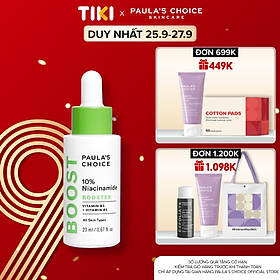 TIKI x PAULA'S CHOICE
SKINCARE
DUY NHẤT 25.9-27.9
ĐƠN 699K
449K
COTTON PADS
BOOST
PAULA'S
CHOICE
10%
Niacinamide
BOOSTER
VITAMIN B3
+ VITAMIN C
All Skin Types
20 ml / 0.67 fl. oz.
ĐƠN 1.200K
1.098K
SỐ LƯỢNG QUÀ TẶNG CÓ HẠN
KIỂM TRA GIỎ HÀNG TRƯỚC KHI THANH TOÁN
CHỈ ÁP DỤNG TẠI GIAN HÀNG PAULA'S CHOICE OFFICIAL STORE